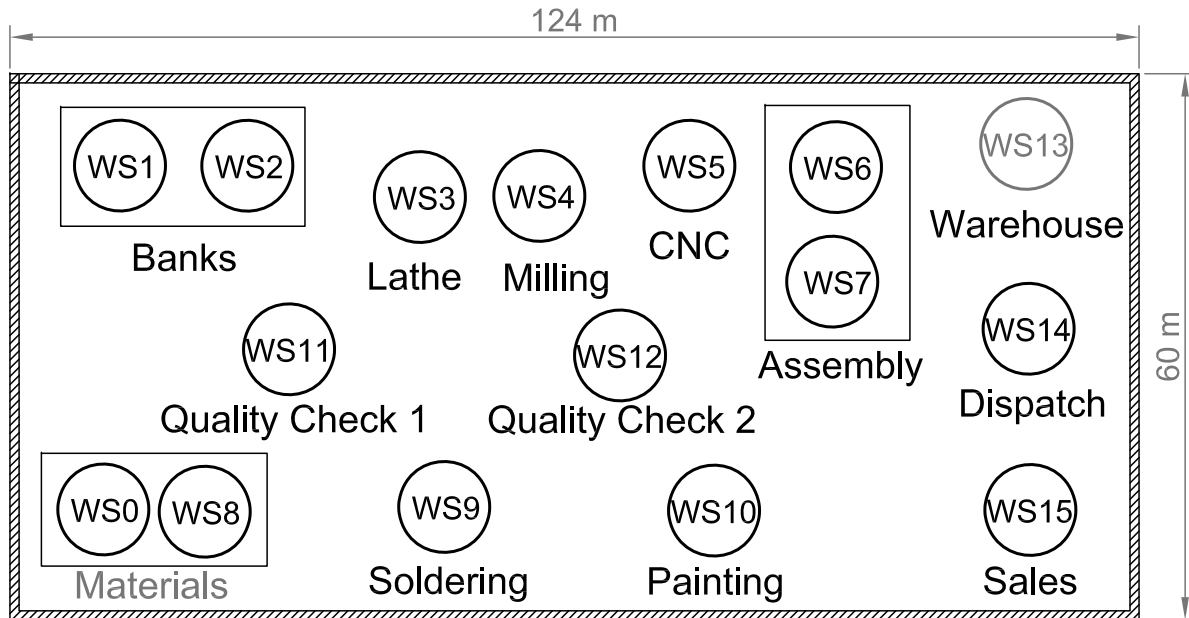 124 m
WS1
WS2
WS3
WS4
WS5
WS6
WS13
Banks
Lathe
Milling
CNC
WS7
Warehouse
WS11
Quality Check 1
WS12
Quality Check 2
Assembly
WS14
Dispatch
60 m
WS0
WS8
Materials
WS9
Soldering
WS10
Painting
WS15
Sales